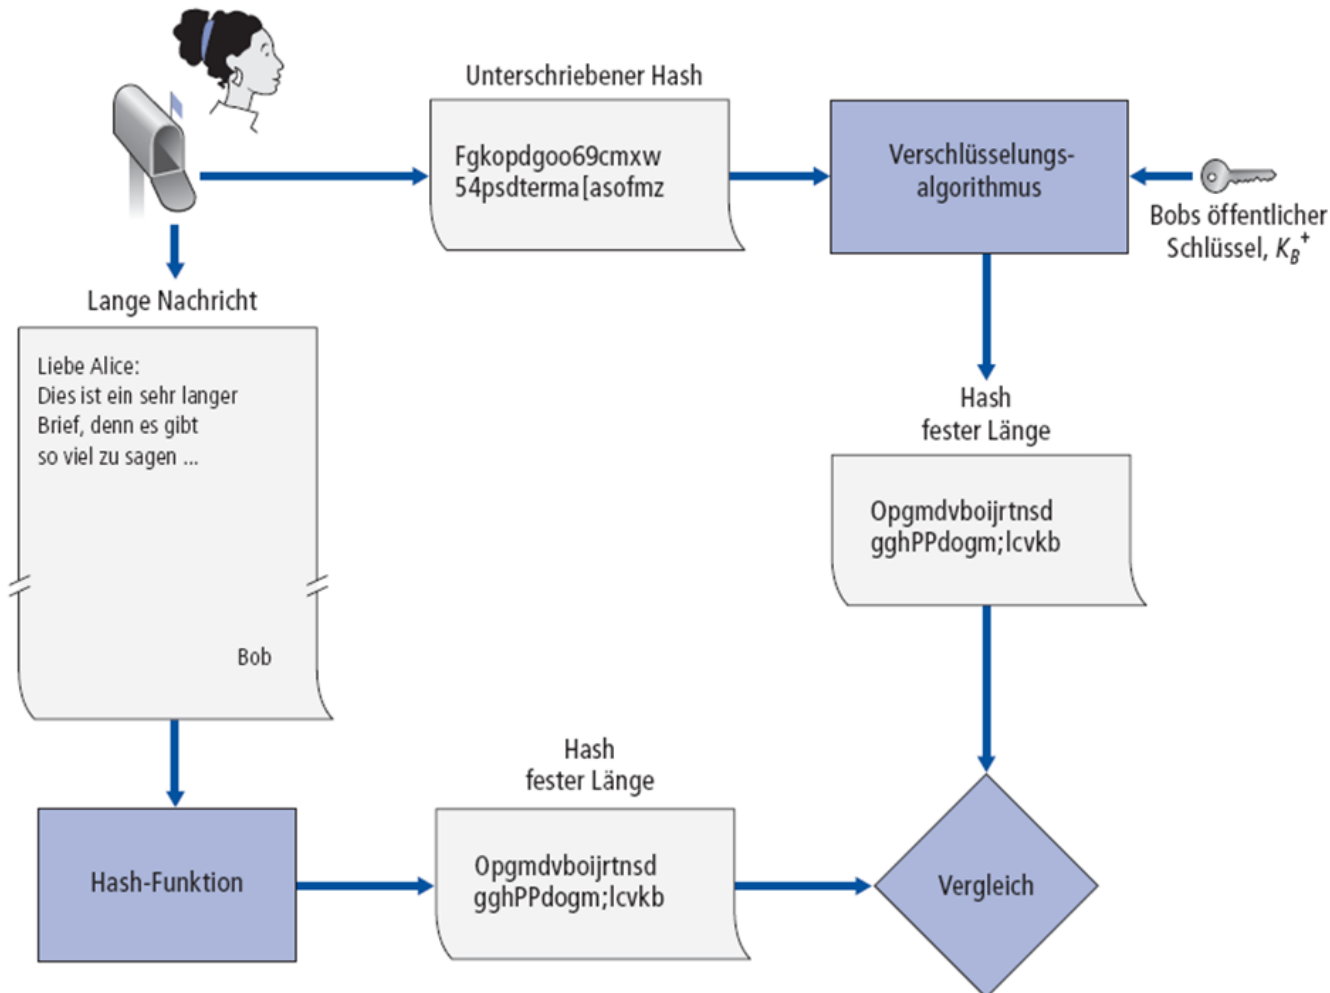 Unterschriebener Hash
Fgkopdgoo69cmxw
54psdterma[asofmz
Verschlüsselungs-
algorithmus
Bobs öffentlicher
Schlüssel, K_B^+
Lange Nachricht
Liebe Alice:
Dies ist ein sehr langer
Brief, denn es gibt
so viel zu sagen ...
Bob
Hash
fester Länge
Opgmdvboijrtnsd
gghPPdogm;lcvkb
Hash-Funktion
Hash
fester Länge
Opgmdvboijrtnsd
gghPPdogm;lcvkb
Vergleich